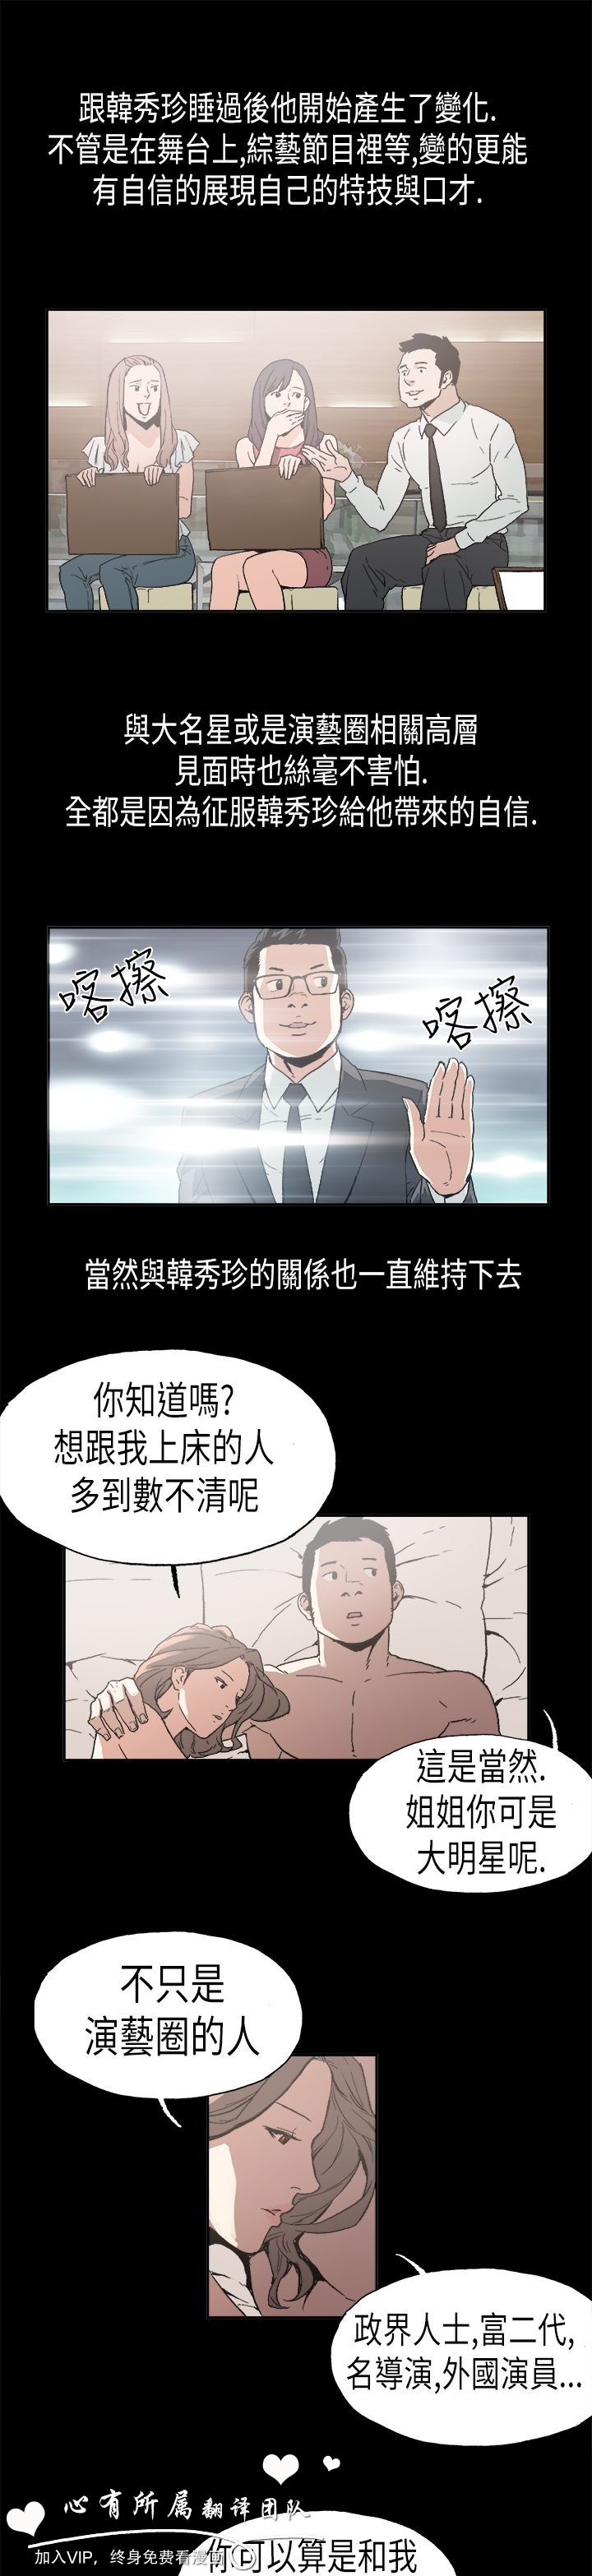 跟韓秀珍睡過後他開始產生了變化.
不管是在舞台上,綜藝節目裡等,變的更能
有自信的展現自己的特技與口才.
與大名星或是演藝圈相關高層
見面時也絲毫不害怕.
全都是因為征服韓秀珍給他帶來的自信.
喀擦
喀擦
當然與韓秀珍的關係也一直維持下去
你知道嗎?
想跟我上床的人
多到數不清呢
這是當然.
姐姐你可是
大明星呢.
不只是
演藝圈的人
政界人士,富二代,
名導演,外國演員...
心有所属翻译团队
加入VIP，终身免费看漫画
你可以算是和我